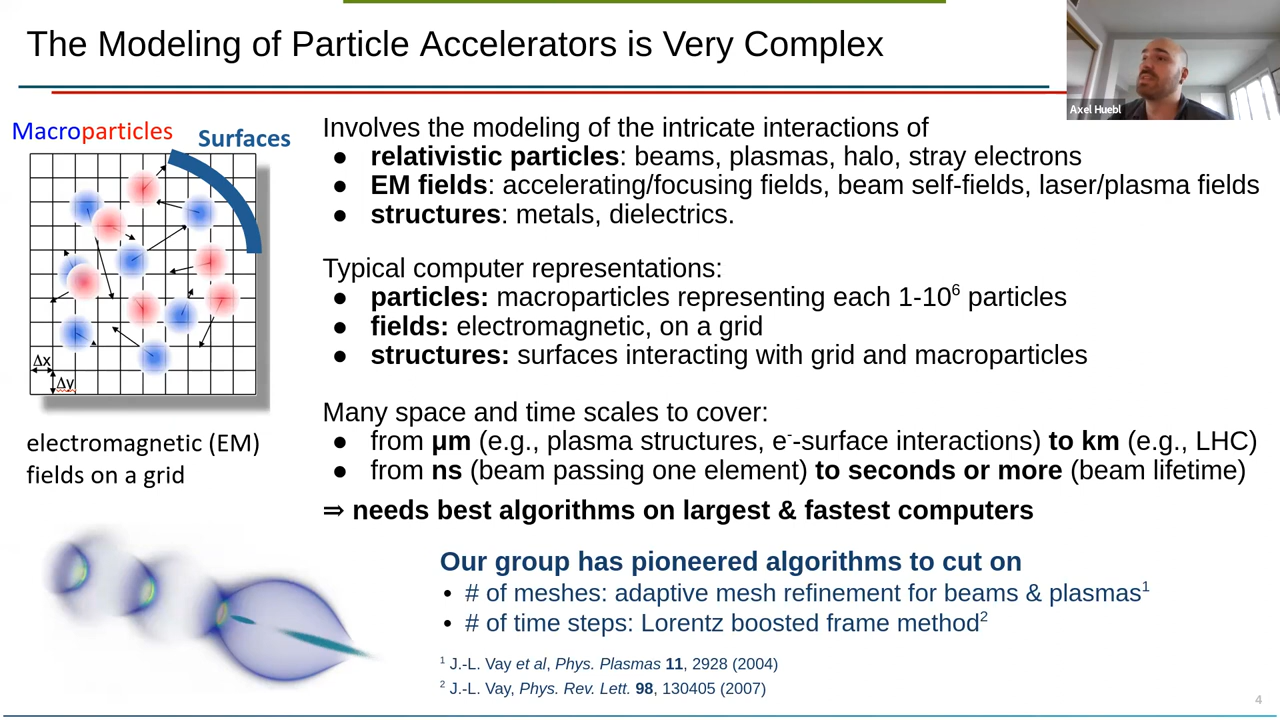 The Modeling of Particle Accelerators is Very Complex
Axel Huebl
Macroparticles
Surfaces
Δx
Δy
electromagnetic (EM)
fields on a grid
Involves the modeling of the intricate interactions of
● relativistic particles: beams, plasmas, halo, stray electrons
● EM fields: accelerating/focusing fields, beam self-fields, laser/plasma fields
● structures: metals, dielectrics.
Typical computer representations:
● particles: macroparticles representing each 1-10⁶ particles
● fields: electromagnetic, on a grid
● structures: surfaces interacting with grid and macroparticles
Many space and time scales to cover:
● from μm (e.g., plasma structures, e⁻-surface interactions) to km (e.g., LHC)
● from ns (beam passing one element) to seconds or more (beam lifetime)
⇒ needs best algorithms on largest & fastest computers
Our group has pioneered algorithms to cut on
• # of meshes: adaptive mesh refinement for beams & plasmas¹
• # of time steps: Lorentz boosted frame method²
¹ J.-L. Vay et al, Phys. Plasmas 11, 2928 (2004)
² J.-L. Vay, Phys. Rev. Lett. 98, 130405 (2007)
4